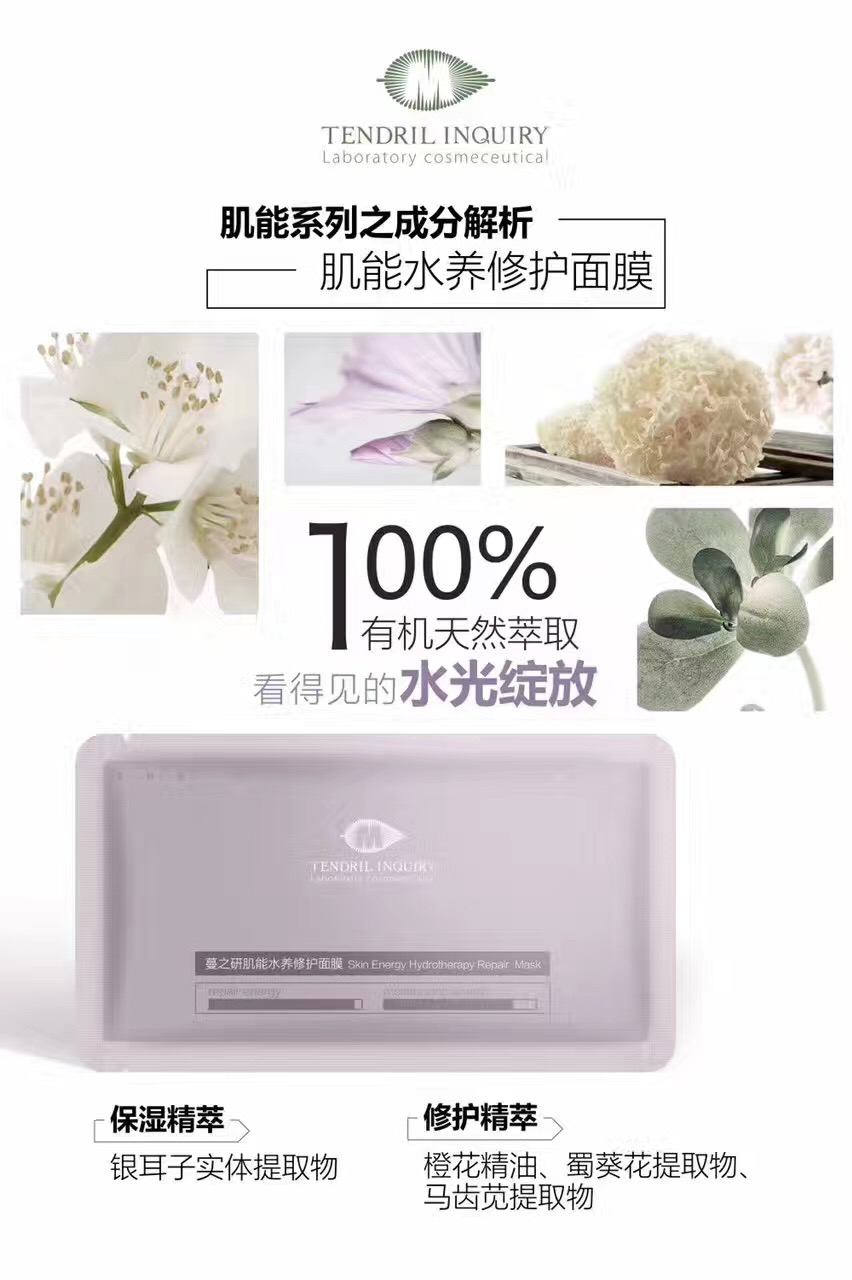 TENDRIL INQUIRY
Laboratory cosmeceutical
肌能系列之成分解析
肌能水养修护面膜
100%
有机天然萃取
看得见的水光绽放
M
TENDRIL INQUIRY
Laboratory cosmeceutical
蔓之研肌能水养修护面膜 Skin Energy Hydrotherapy Repair Mask
repair energy
保湿精萃
银耳子实体提取物
修护精萃
橙花精油、蜀葵花提取物、
马齿苋提取物